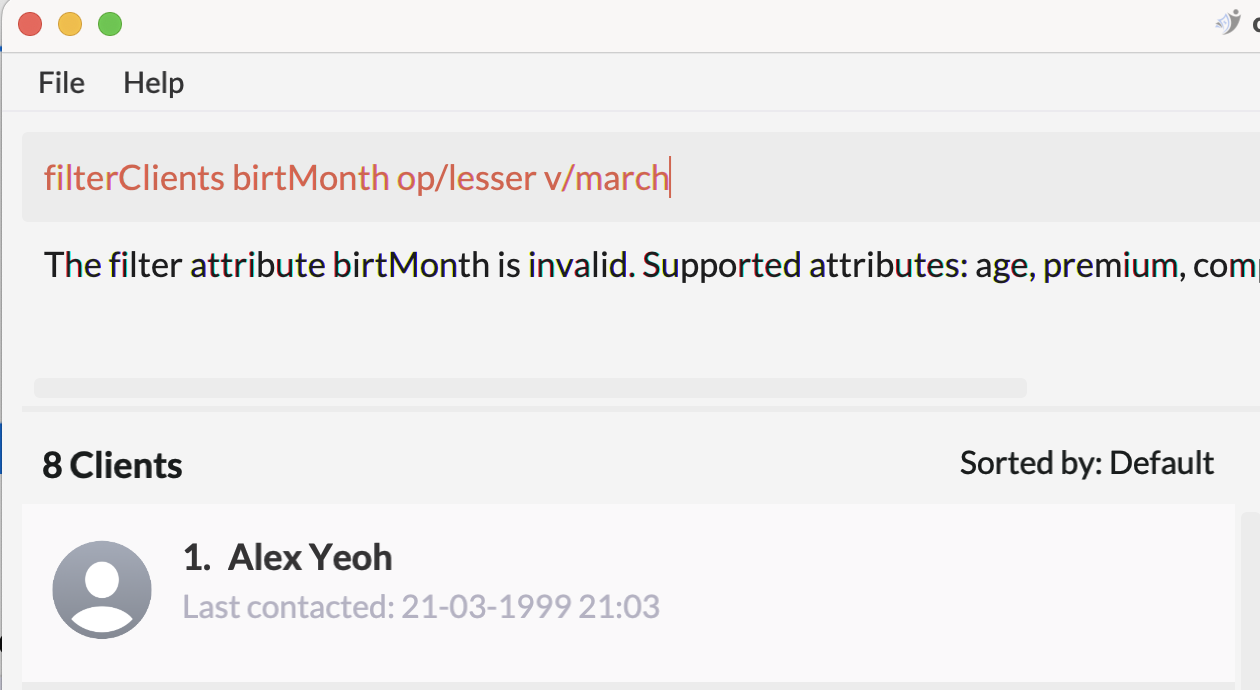 File Help
filterClients birtMonth op/lesser v/march
The filter attribute birtMonth is invalid. Supported attributes: age, premium,
8 Clients
Sorted by: Default
1. Alex Yeoh
Last contacted: 21-03-1999 21:03